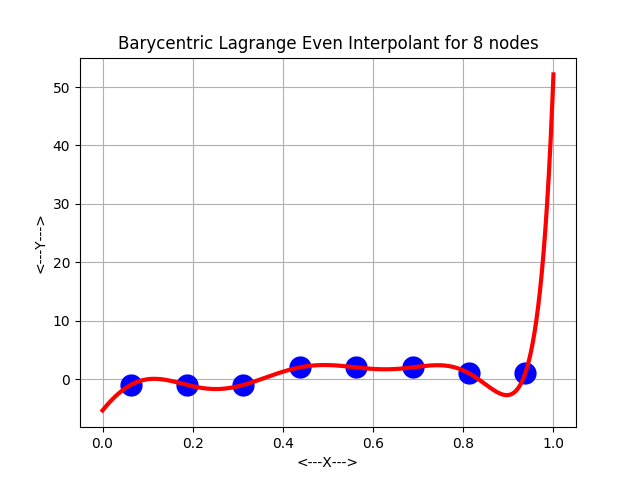 Barycentric Lagrange Even Interpolant for 8 nodes
50
40
30
20
10
0
<---Y--->
0.0 0.2 0.4 0.6 0.8 1.0
<---X--->